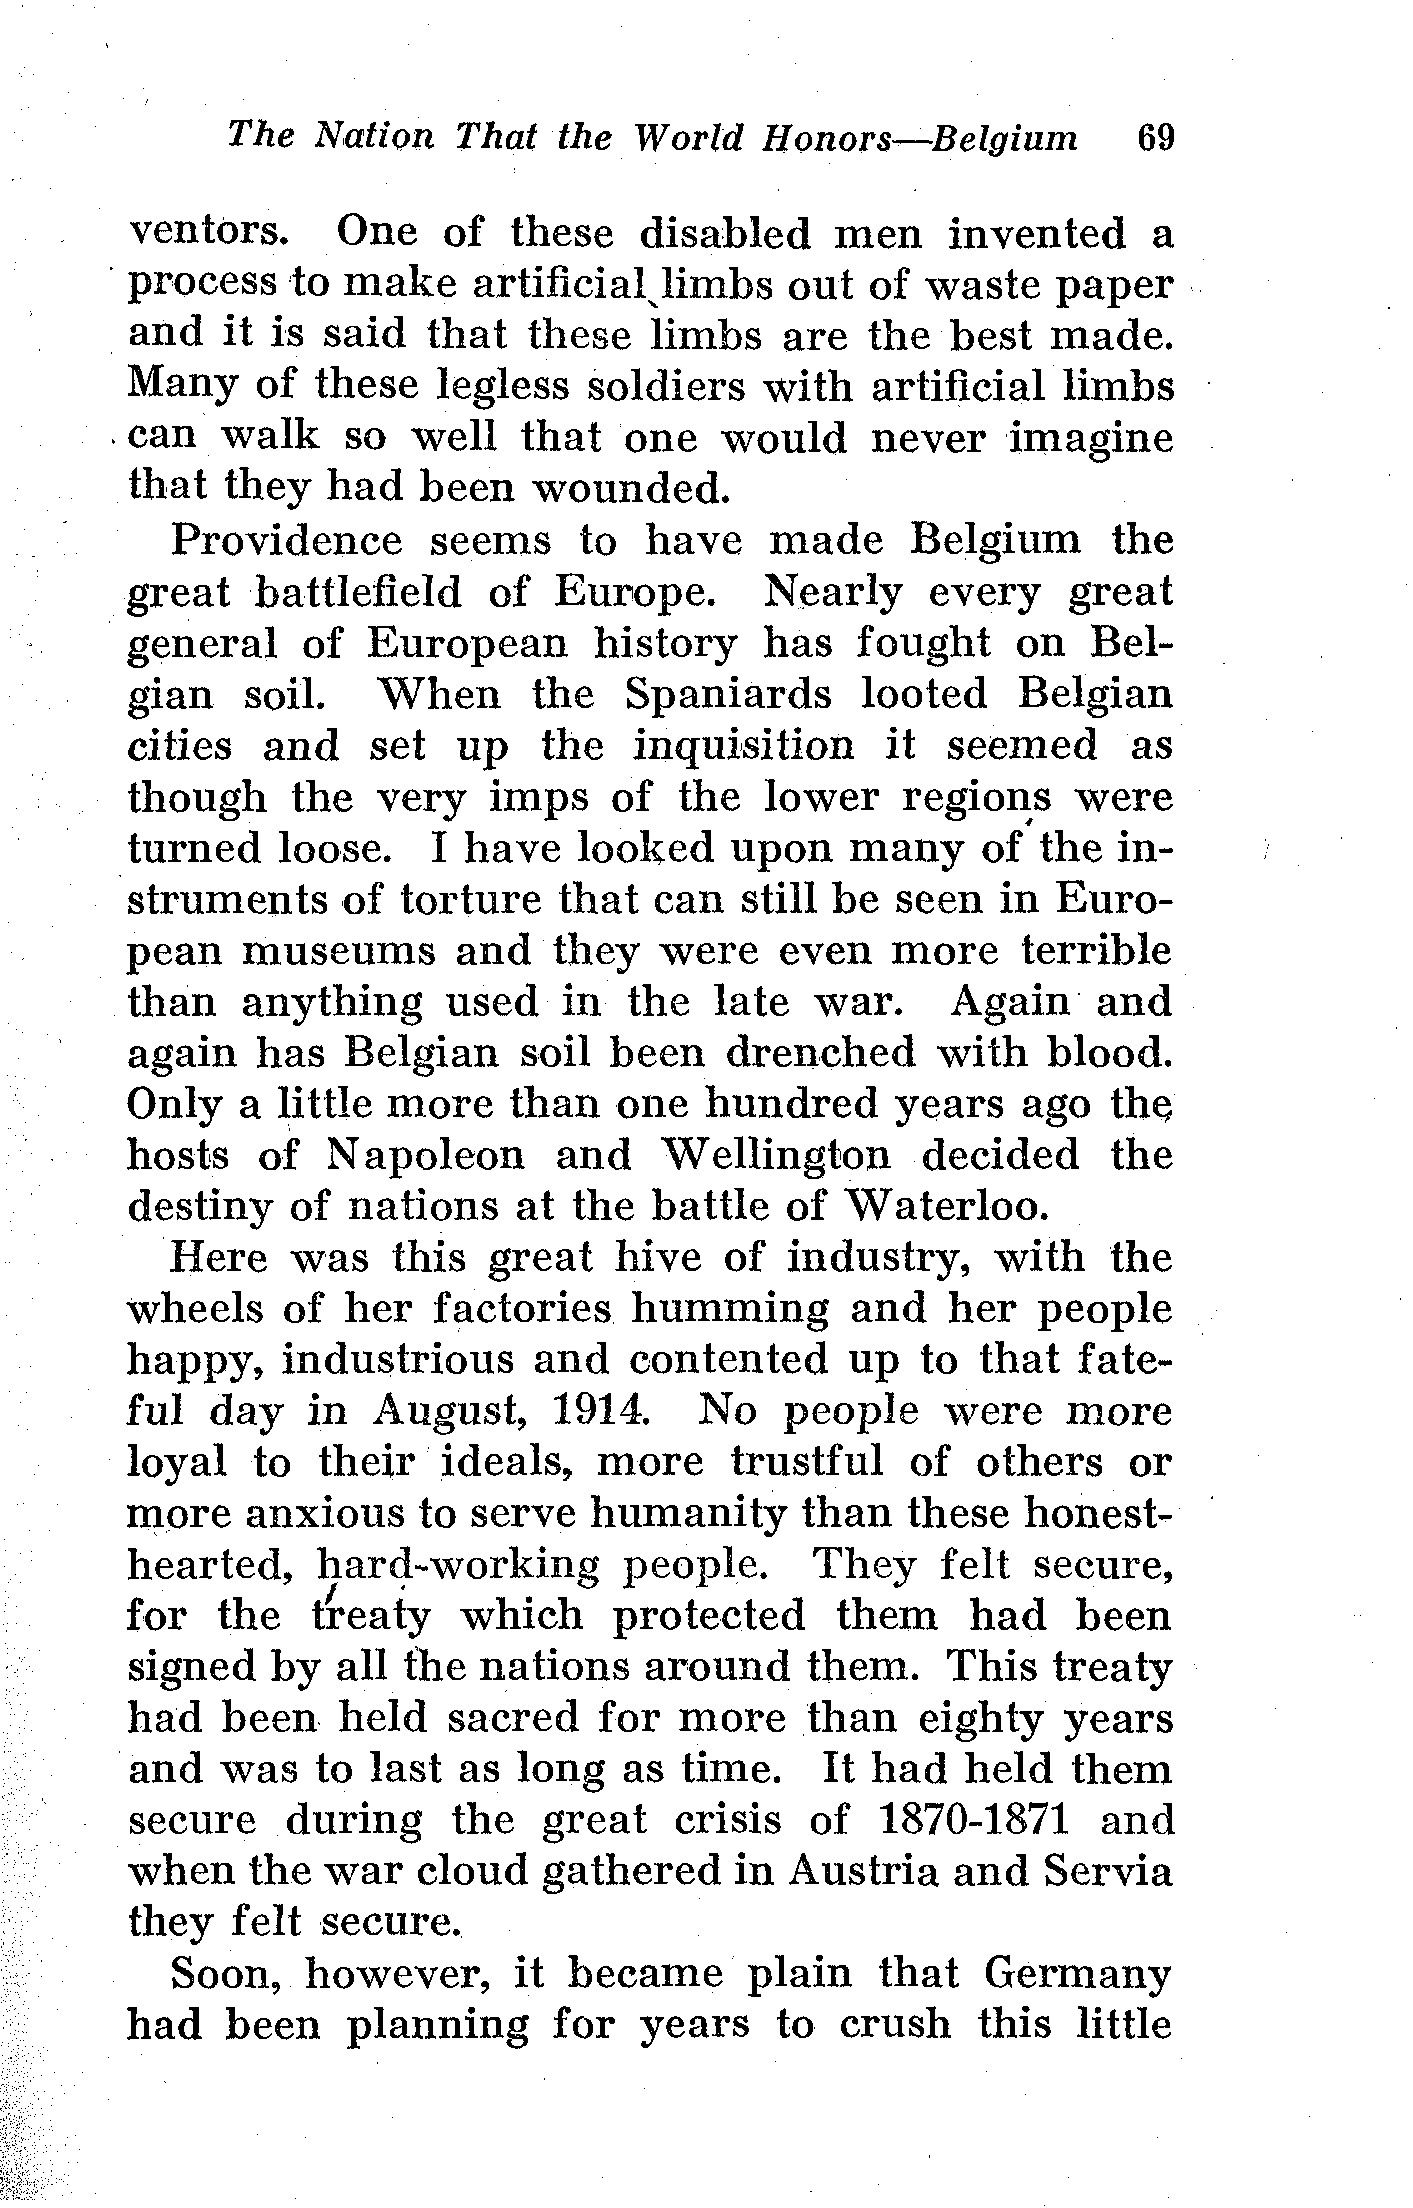 The Nation That the World Honors—Belgium 69
ventors. One of these disabled men invented a
process to make artificial limbs out of waste paper
and it is said that these limbs are the best made.
Many of these legless soldiers with artificial limbs
can walk so well that one would never imagine
that they had been wounded.
Providence seems to have made Belgium the
great battlefield of Europe. Nearly every great
general of European history has fought on Bel-
gian soil. When the Spaniards looted Belgian
cities and set up the inquisition it seemed as
though the very imps of the lower regions were
turned loose. I have looked upon many of the in-
struments of torture that can still be seen in Euro-
pean museums and they were even more terrible
than anything used in the late war. Again and
again has Belgian soil been drenched with blood.
Only a little more than one hundred years ago the
hosts of Napoleon and Wellington decided the
destiny of nations at the battle of Waterloo.
Here was this great hive of industry, with the
wheels of her factories humming and her people
happy, industrious and contented up to that fate-
ful day in August, 1914. No people were more
loyal to their ideals, more trustful of others or
more anxious to serve humanity than these honest-
hearted, hard-working people. They felt secure,
for the treaty which protected them had been
signed by all the nations around them. This treaty
had been held sacred for more than eighty years
and was to last as long as time. It had held them
secure during the great crisis of 1870-1871 and
when the war cloud gathered in Austria and Servia
they felt secure.
Soon, however, it became plain that Germany
had been planning for years to crush this little